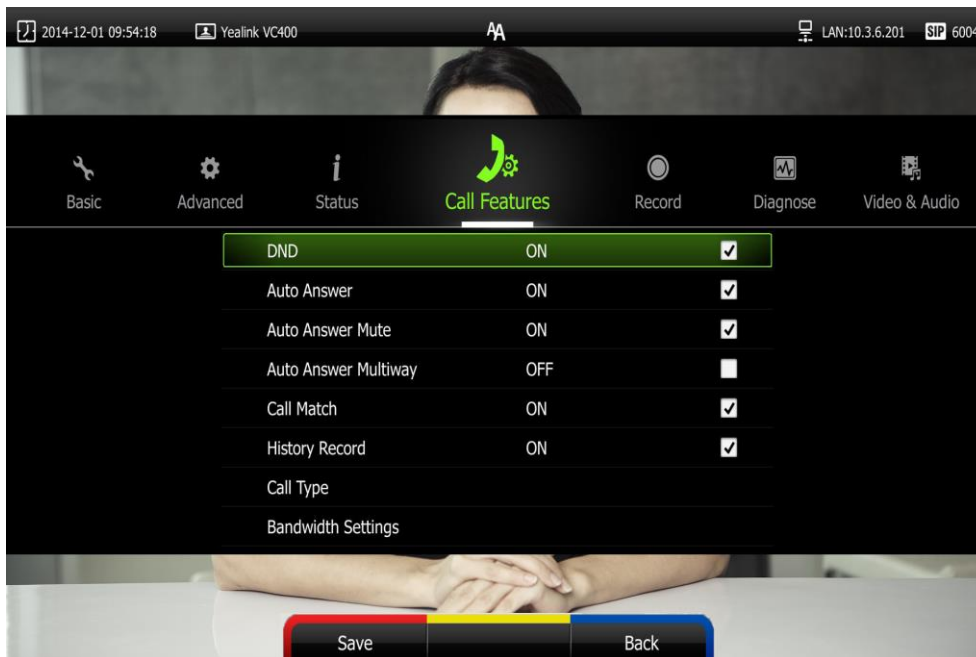 2014-12-01 09:54:18 Yealink VC400 AA LAN:10.3.6.201 SIP 6004
Basic Advanced Status Call Features Record Diagnose Video & Audio
DND ON
Auto Answer ON
Auto Answer Mute ON
Auto Answer Multiway OFF
Call Match ON
History Record ON
Call Type
Bandwidth Settings
Save Back